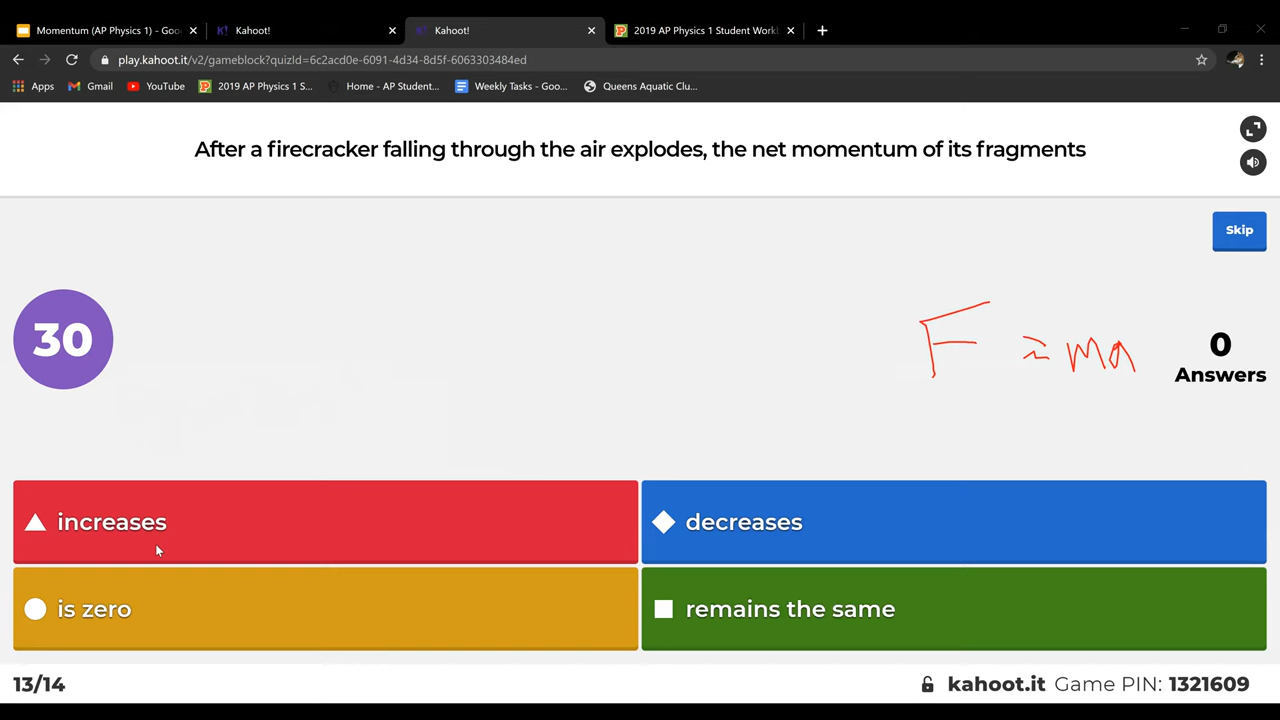 Momentum (AP Physics 1) - Goo
Kahoot!
Kahoot!
2019 AP Physics 1 Student Workb
play.kahoot.it/v2/gameblock?quizId=6c2acd0e-6091-4d34-8d5f-6063303484ed
Apps
Gmail
YouTube
2019 AP Physics 1 S...
Home - AP Student...
Weekly Tasks - Goo...
Queens Aquatic Clu...
After a firecracker falling through the air explodes, the net momentum of its fragments
Skip
30
F = ma
0
Answers
increases
decreases
is zero
remains the same
13/14
kahoot.it Game PIN: 1321609